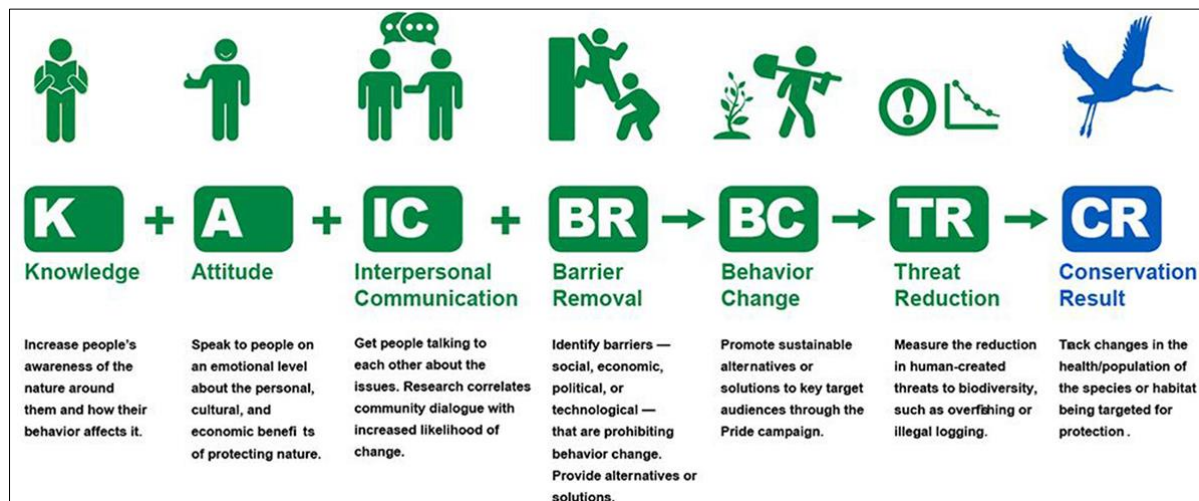 K + A + IC + BR → BC → TR → CR
Knowledge
Attitude
Interpersonal
Communication
Barrier
Removal
Behavior
Change
Threat
Reduction
Conservation
Result
Increase people's
awareness of the
nature around
them and how their
behavior affects it.
Speak to people on
an emotional level
about the personal,
cultural, and
economic benefi ts
of protecting nature.
Get people talking to
each other about the
issues. Research correlates
community dialogue with
increased likelihood of
change.
Identify barriers —
social, economic,
political, or
technological —
that are prohibiting
behavior change.
Provide alternatives or
solutions.
Promote sustainable
alternatives or
solutions to key target
audiences through the
Pride campaign.
Measure the reduction
in human-created
threats to biodiversity,
such as overfishing or
illegal logging.
Track changes in the
health/population of
the species or habitat
being targeted for
protection .